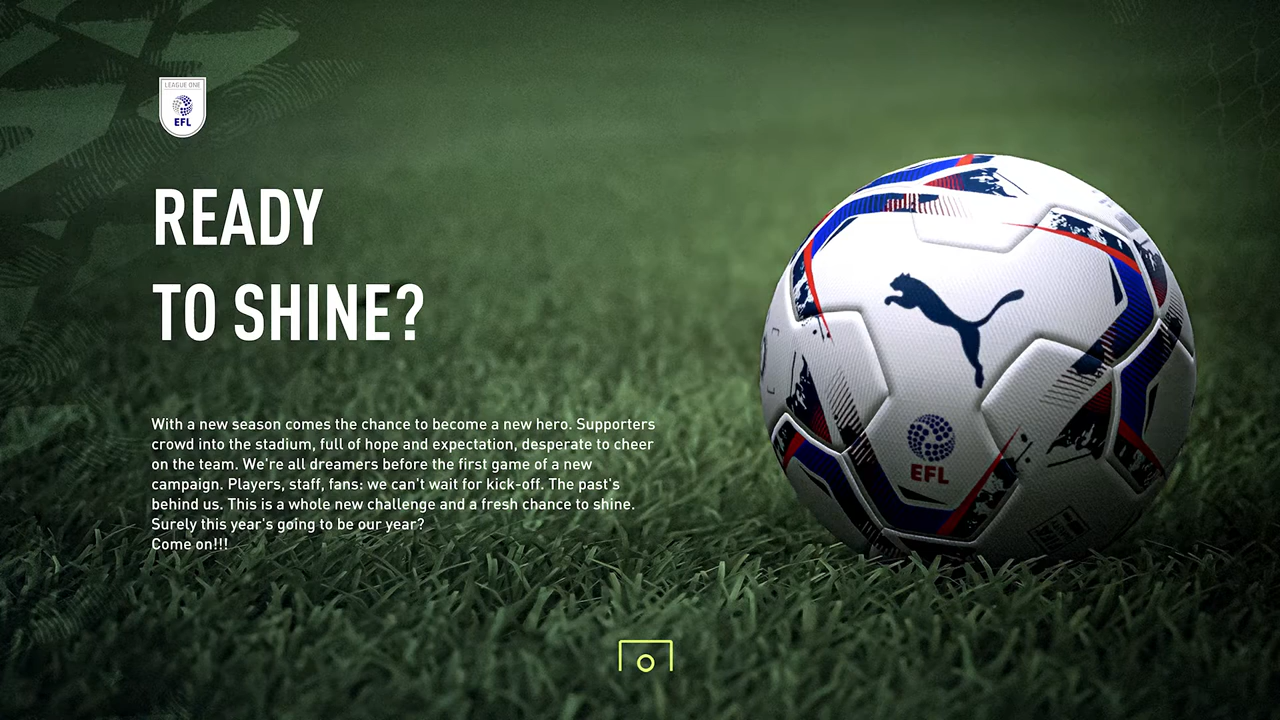 LEAGUE ONE
EFL
READY
TO SHINE?
With a new season comes the chance to become a new hero. Supporters
crowd into the stadium, full of hope and expectation, desperate to cheer
on the team. We're all dreamers before the first game of a new
campaign. Players, staff, fans: we can't wait for kick-off. The past's
behind us. This is a whole new challenge and a fresh chance to shine.
Surely this year's going to be our year?
Come on!!!
EFL